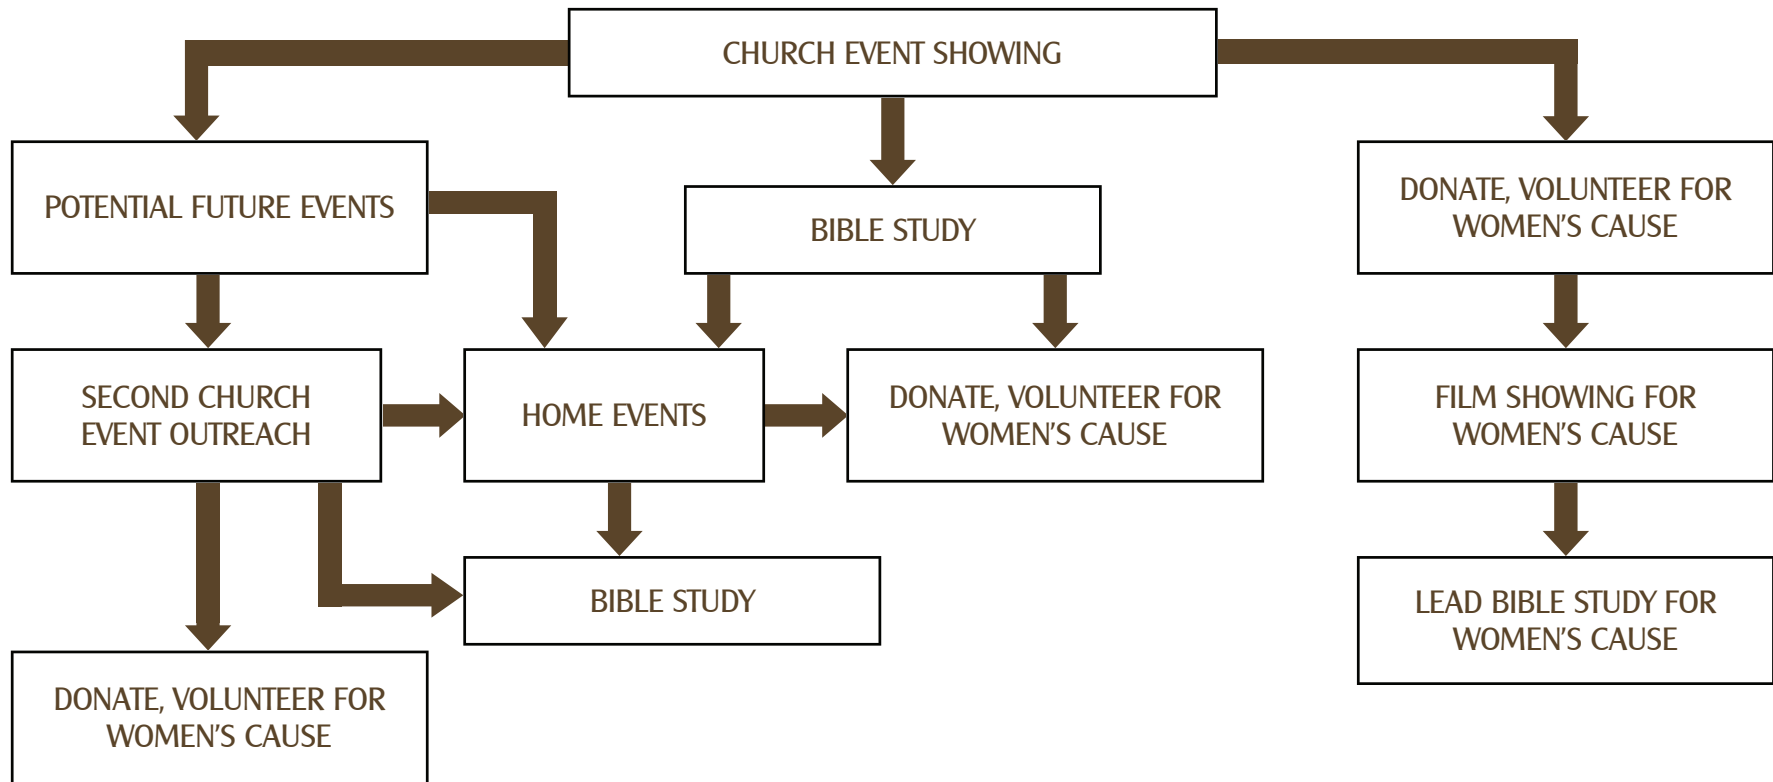 CHURCH EVENT SHOWING
POTENTIAL FUTURE EVENTS
BIBLE STUDY
DONATE, VOLUNTEER FOR
WOMEN'S CAUSE
SECOND CHURCH
EVENT OUTREACH
HOME EVENTS
DONATE, VOLUNTEER FOR
WOMEN'S CAUSE
FILM SHOWING FOR
WOMEN'S CAUSE
BIBLE STUDY
LEAD BIBLE STUDY FOR
WOMEN'S CAUSE
DONATE, VOLUNTEER FOR
WOMEN'S CAUSE